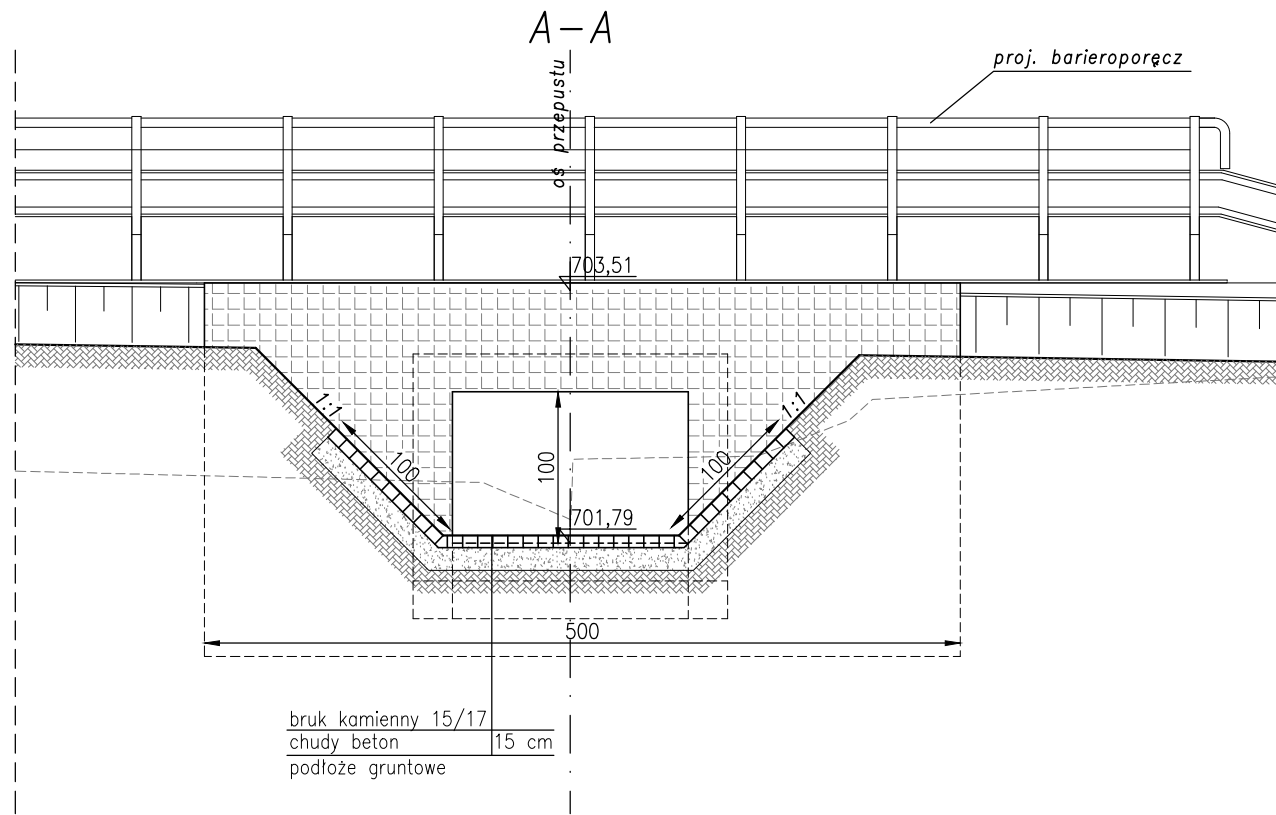 A-A
proj. barieroporęcz
oś przepustu
703,51
1:1
1:1
100
100
100
701,79
500
bruk kamienny 15/17
chudy beton 15 cm
podłoże gruntowe